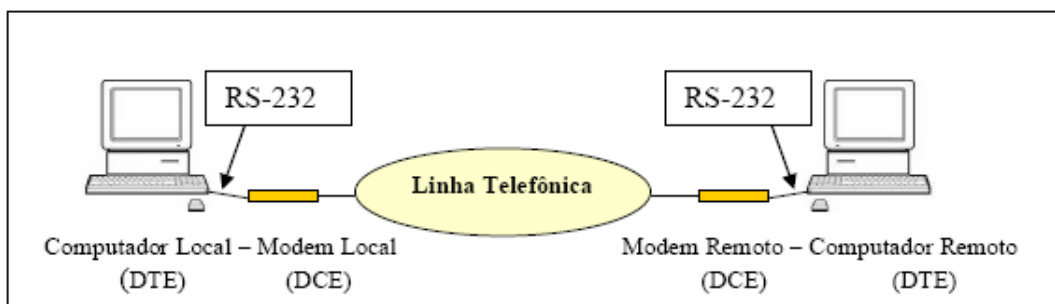 RS-232
RS-232
Linha Telefônica
Computador Local – Modem Local
(DTE) (DCE)
Modem Remoto – Computador Remoto
(DCE) (DTE)